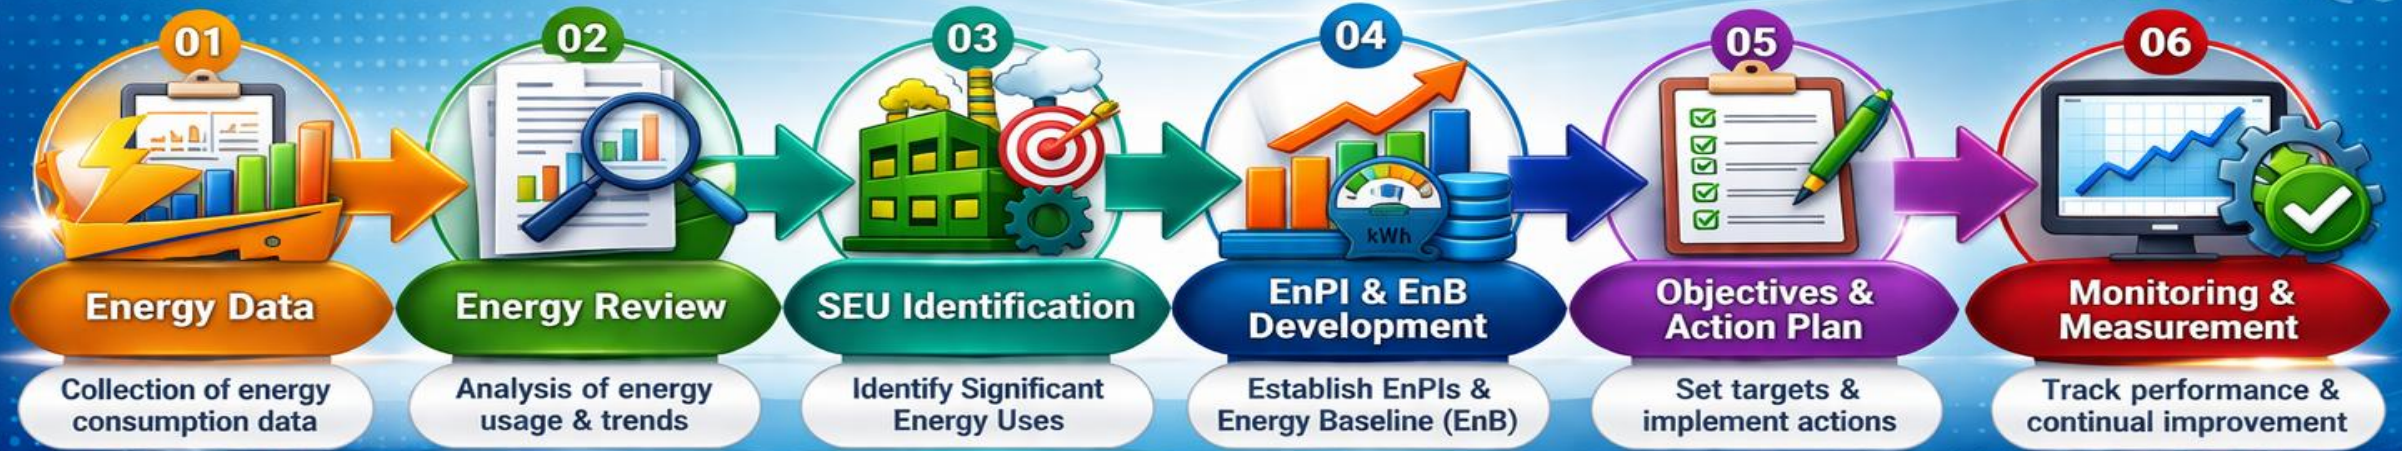 01
Energy Data
Collection of energy
consumption data
02
Energy Review
Analysis of energy
usage & trends
03
SEU Identification
Identify Significant
Energy Uses
04
kWh
EnPI & EnB
Development
Establish EnPIs &
Energy Baseline (EnB)
05
Objectives &
Action Plan
Set targets &
implement actions
06
Monitoring &
Measurement
Track performance &
continual improvement